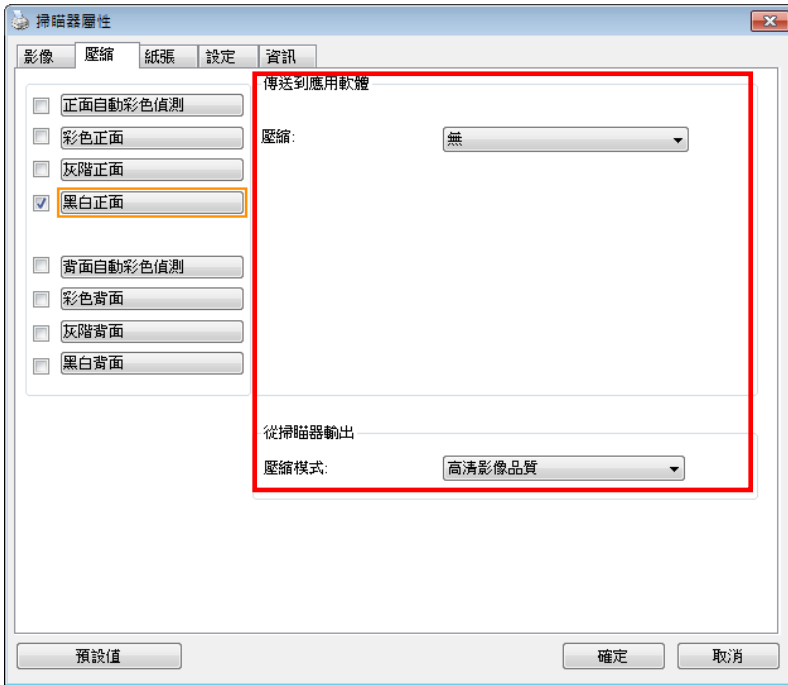 掃瞄器屬性
影像 壓縮 紙張 設定 資訊
正面自動彩色偵測
彩色正面
灰階正面
黑白正面
背面自動彩色偵測
彩色背面
灰階背面
黑白背面
傳送到應用軟體
壓縮: 無
從掃瞄器輸出
壓縮模式: 高清影像品質
預設值 確定 取消